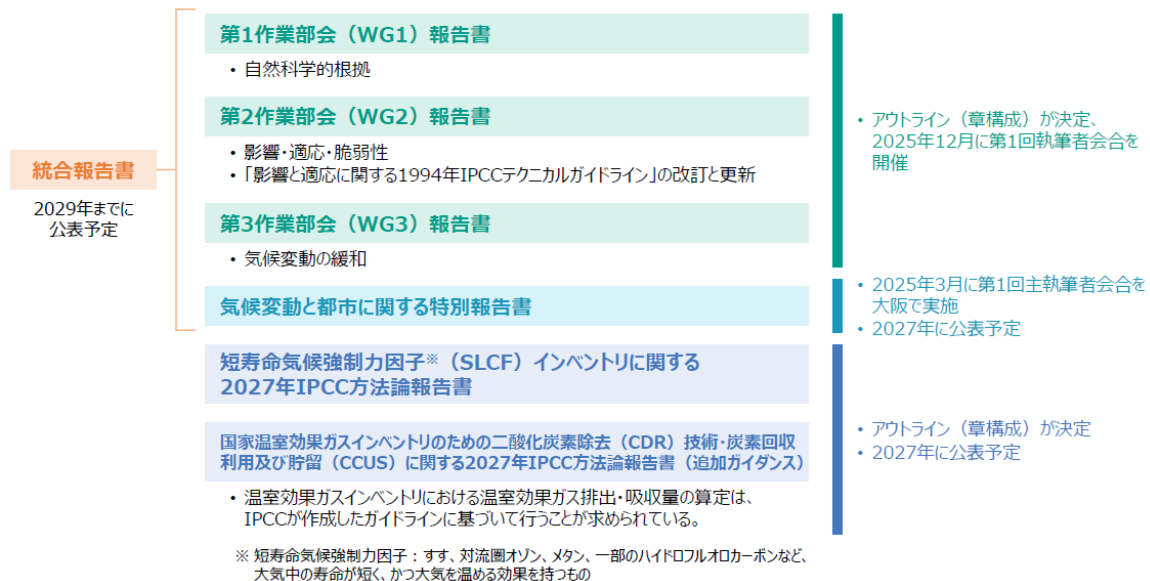 統合報告書
2029年までに
公表予定
第1作業部会（WG1）報告書
・自然科学的根拠
第2作業部会（WG2）報告書
・影響・適応・脆弱性
・「影響と適応に関する1994年IPCCテクニカルガイドライン」の改訂と更新
第3作業部会（WG3）報告書
・気候変動の緩和
・アウトライン（章構成）が決定、
2025年12月に第1回執筆者会合を
開催
気候変動と都市に関する特別報告書
・2025年3月に第1回主執筆者会合を
大阪で実施
・2027年に公表予定
短寿命気候強制力因子※（SLCF）インベントリに関する
2027年IPCC方法論報告書
国家温室効果ガスインベントリのための二酸化炭素除去（CDR）技術・炭素回収
利用及び貯留（CCUS）に関する2027年IPCC方法論報告書（追加ガイダンス）
・温室効果ガスインベントリにおける温室効果ガス排出・吸収量の算定は、
IPCCが作成したガイドラインに基づいて行うことが求められている。
・アウトライン（章構成）が決定
・2027年に公表予定
※ 短寿命気候強制力因子：すす、対流圏オゾン、メタン、一部のハイドロフルオロカーボンなど、
大気中の寿命が短く、かつ大気を温める効果を持つもの